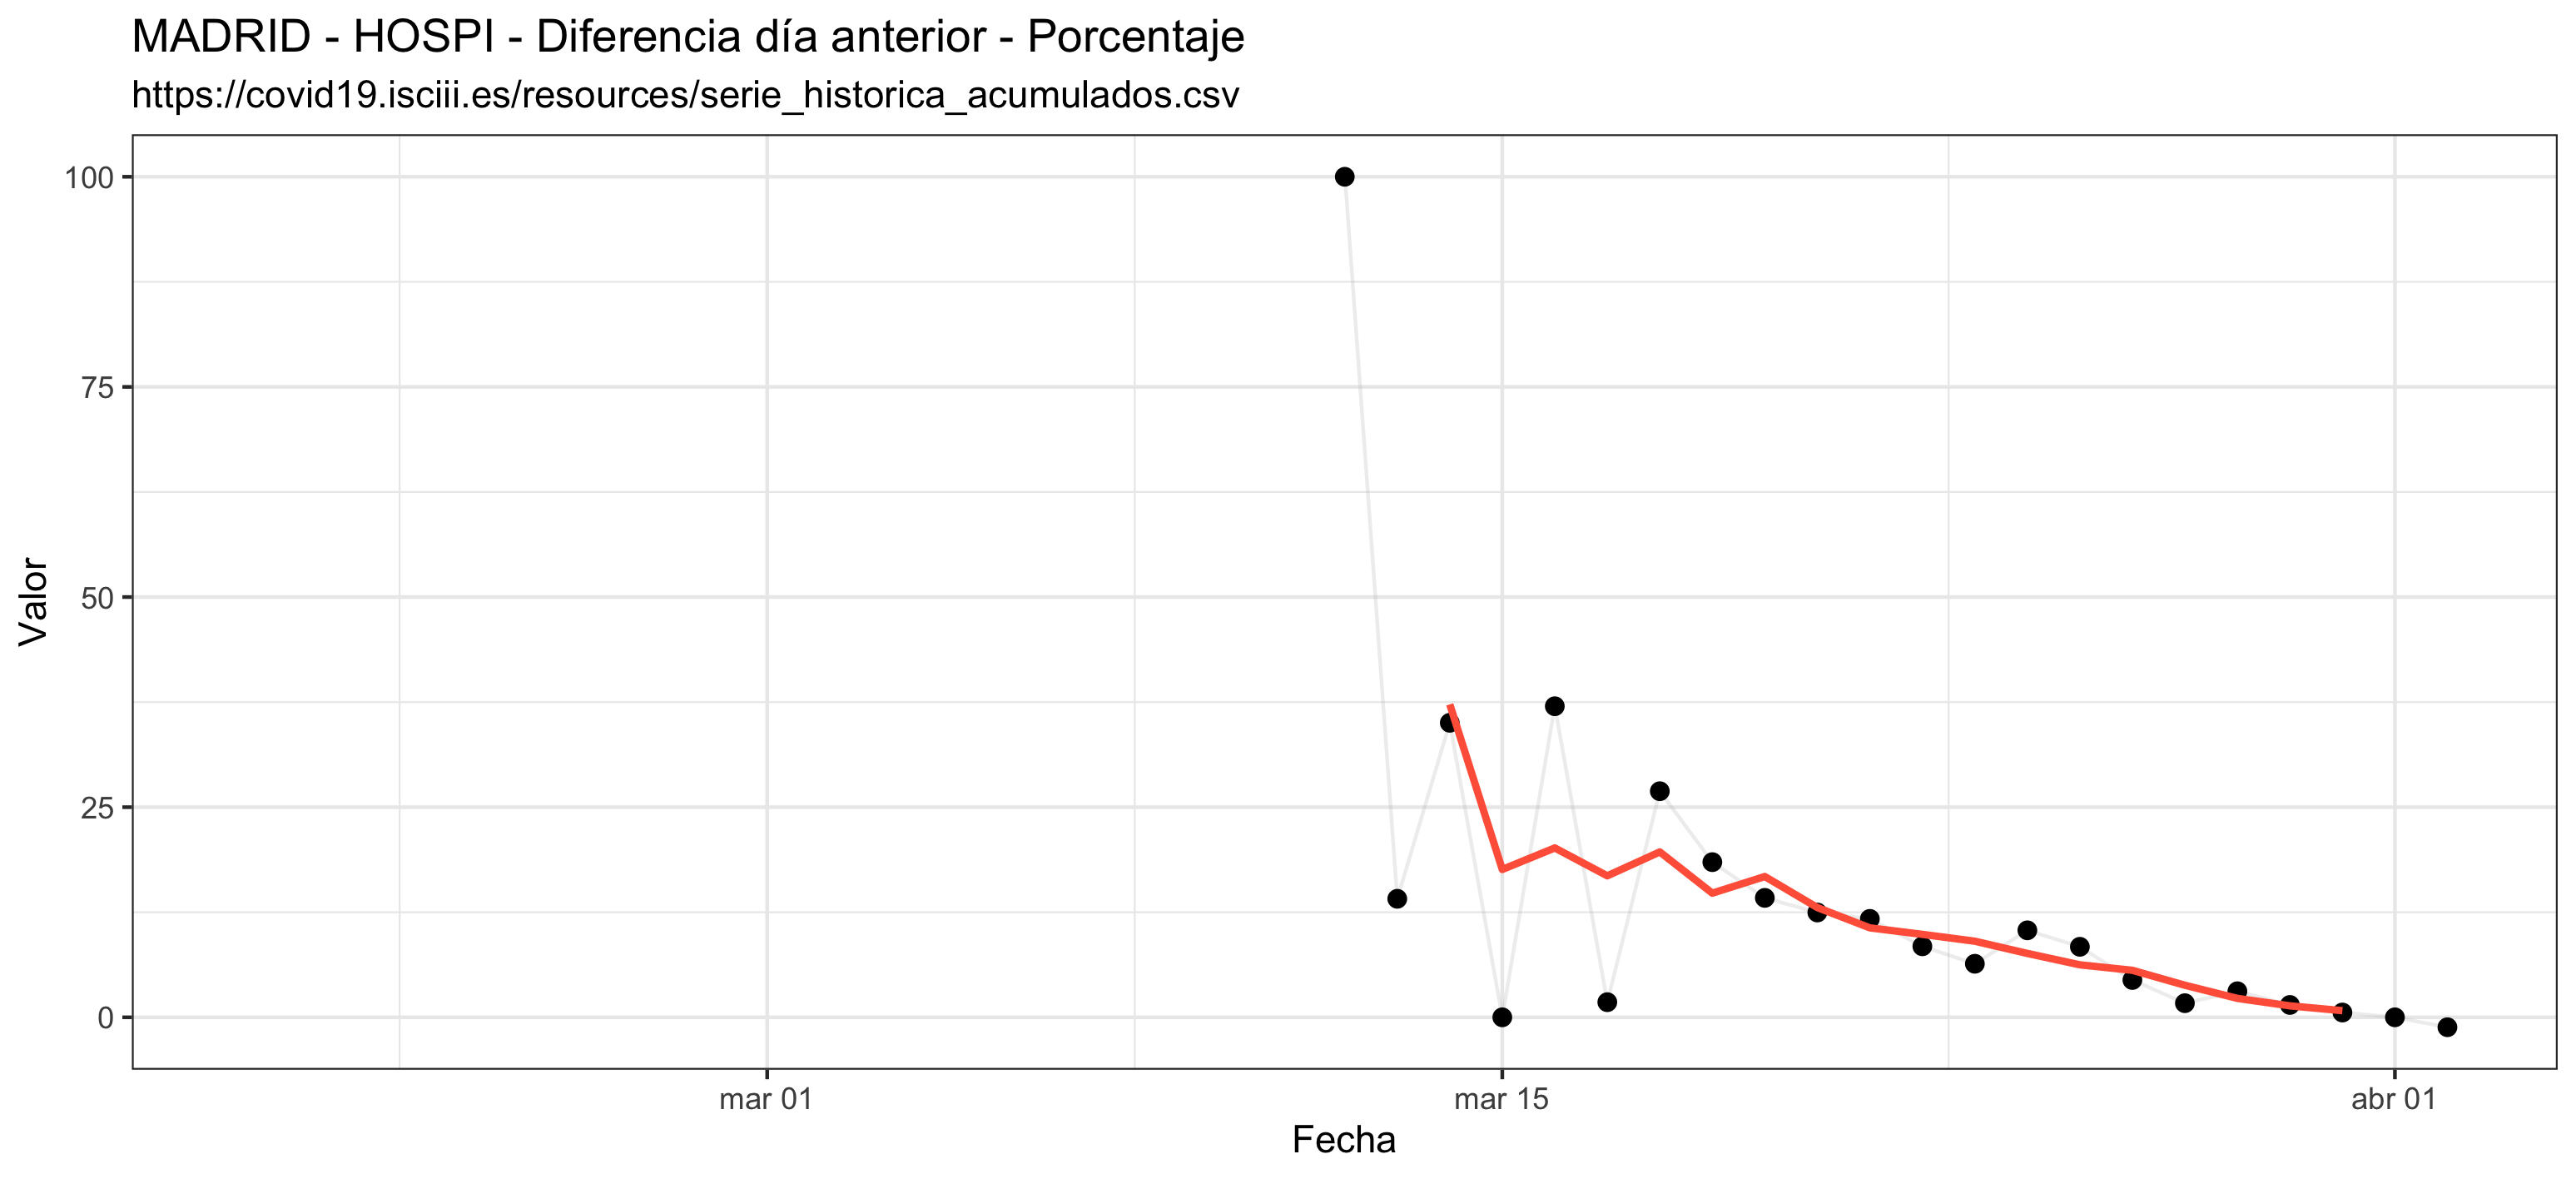 MADRID - HOSPI - Diferencia día anterior - Porcentaje
https://covid19.isciii.es/resources/serie_historica_acumulados.csv
100
75
50
25
0
Valor
mar 01
mar 15
abr 01
Fecha